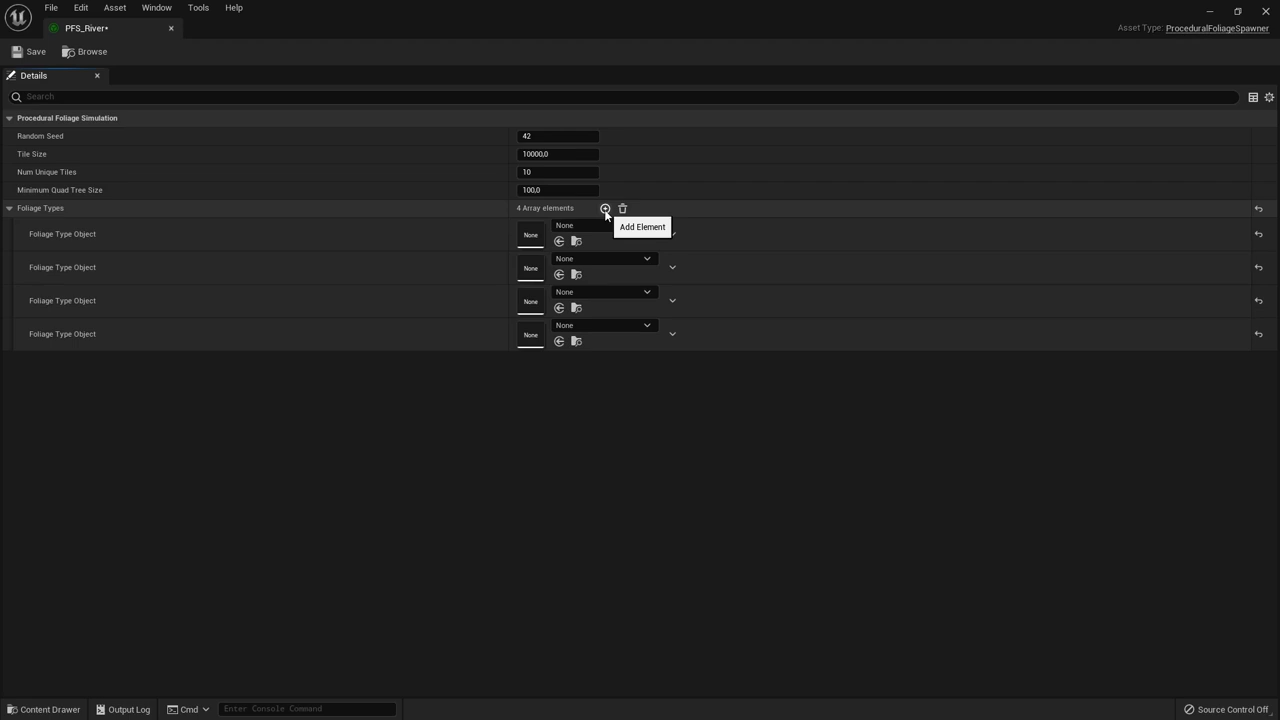 File Edit Asset Window Tools Help
PFS_River•
Asset Type: ProceduralFoliageSpawner
Save Browse
Details
Search
Procedural Foliage Simulation
Random Seed 42
Tile Size 10000,0
Num Unique Tiles 10
Minimum Quad Tree Size 100,0
Foliage Types 4 Array elements
Add Element
Foliage Type Object None None
Foliage Type Object None None
Foliage Type Object None None
Foliage Type Object None None
Content Drawer Output Log Cmd Enter Console Command Source Control Off